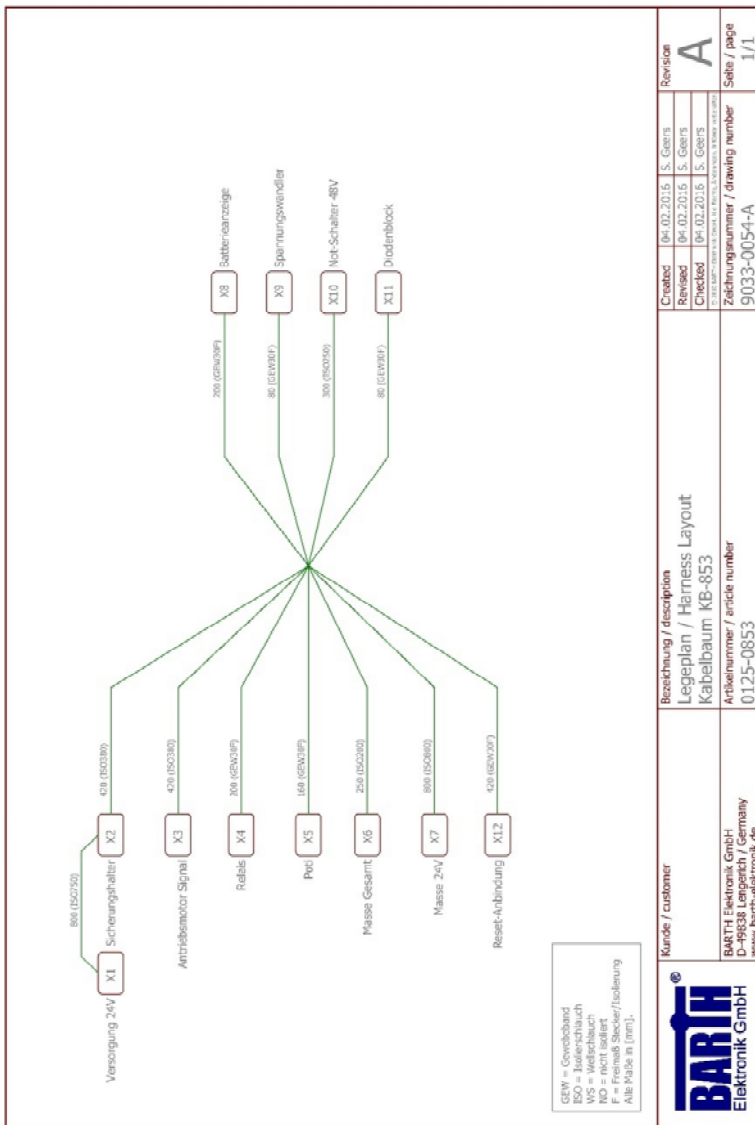 Versorgung 24V
X1
800 (ISO750)
Sicherungshalter
X2
420 (ISO380)
Antriebsmotor Signal
X3
420 (ISO380)
Relais
X4
200 (GEW30F)
Poti
X5
160 (GEW30F)
Masse Gesamt
X6
250 (ISO200)
Masse 24V
X7
800 (ISO800)
Reset-Anbindung
X12
420 (GEW30F)
200 (GEW30F)
X8
Batterieanzeige
80 (GEW30F)
X9
Spannungswandler
300 (ISO250)
X10
Not-Schalter 48V
80 (GEW30F)
X11
Diodenblock
GEW = Gewebeband
ISO = Isolierschlauch
WS = Wellschlauch
NO = nicht isoliert
F = Freimaß Stecker/Isolierung
Alle Maße in [mm].
BARTH ®
Elektronik GmbH
Kunde / customer
BARTH Elektronik GmbH
D-49838 Lengerich / Germany
www.barth-elektronik.de
Bezeichnung / description
Legeplan / Harness Layout
Kabelbaum KB-853
Artikelnummer / article number
0125-0853
Created 04.02.2016 S. Geers
Revised 04.02.2016 S. Geers
Checked 04.02.2016 S. Geers
Zeichnungsnummer / drawing number
9033-0054-A
Revision
A
Seite / page
1/1